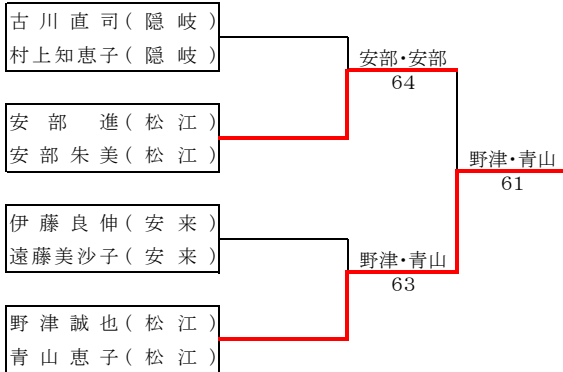 古川直司(隠岐)
村上知恵子(隠岐)
安部・安部
64
安部 進(松江)
安部朱美(松江)
野津・青山
61
伊藤良伸(安来)
遠藤美沙子(安来)
野津・青山
63
野津誠也(松江)
青山恵子(松江)